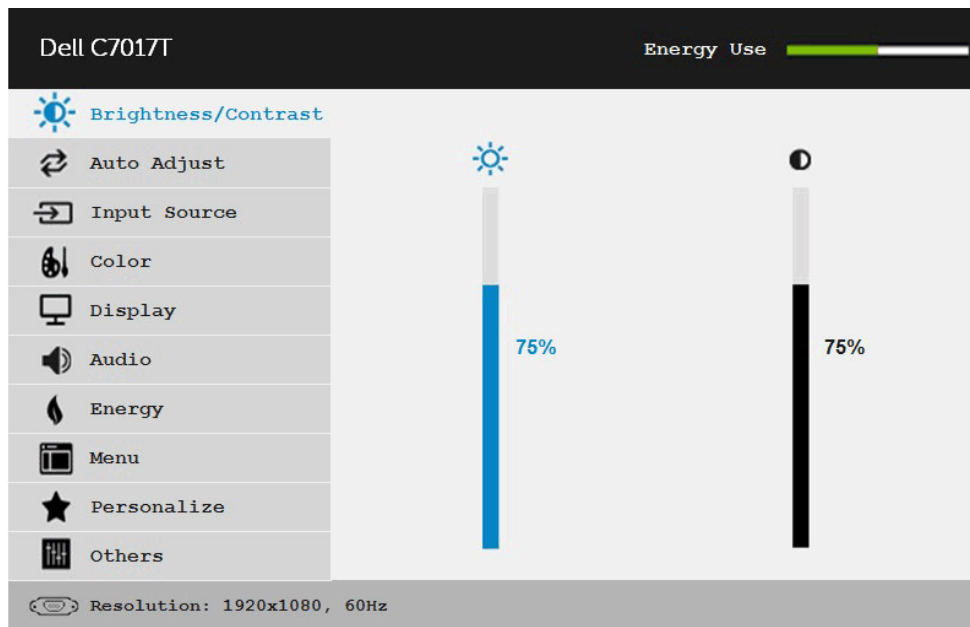 Dell C7017T
Energy Use
Brightness/Contrast
Auto Adjust
Input Source
Color
Display
75% 75%
Audio
Energy
Menu
Personalize
Others
Resolution: 1920x1080, 60Hz